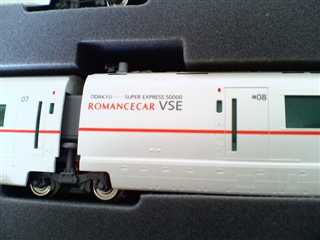 07
ODAKYU SUPER EXPRESS 50000
ROMANCECAR VSE
08